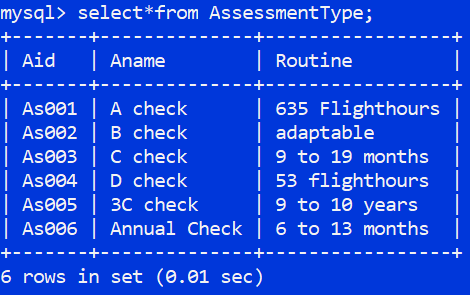 mysql> select*from AssessmentType;
+-------+--------------+-----------------+
| Aid   | Aname        | Routine         |
+-------+--------------+-----------------+
| As001 | A check      | 635 Flighthours |
| As002 | B check      | adaptable       |
| As003 | C check      | 9 to 19 months  |
| As004 | D check      | 53 flighthours  |
| As005 | 3C check     | 9 to 10 years   |
| As006 | Annual Check | 6 to 13 months  |
+-------+--------------+-----------------+
6 rows in set (0.01 sec)